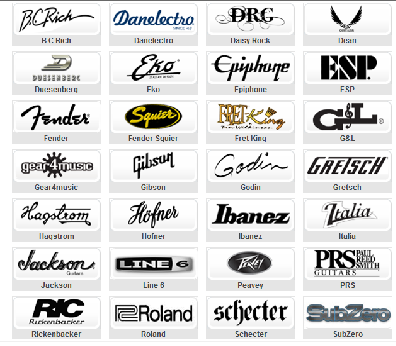 B.C.Rich Danelectro SINCE 56 DRG
B.C Rich Danelectro Daisy Rock Dean
D DUESENBERG Eko Epiphone ESP
Duesenberg Eko Epiphone ESP
Fender Squier FRET KING G&L
Fender Fender Squier Fret King G&L
gear4music Gibson Godin GRETSCH
Gear4music Gibson Godin Gretsch
Hagstrom Höfner Ibanez Italia
Hagstrom Hofner Ibanez Italia
Jackson Guitars LINE 6 PEAVEY PRS PAUL REED SMITH GUITARS
Jackson Line 6 Peavey PRS
RIC Rickenbacker Roland schecter SubZero
Rickenbacker Roland Schecter SubZero